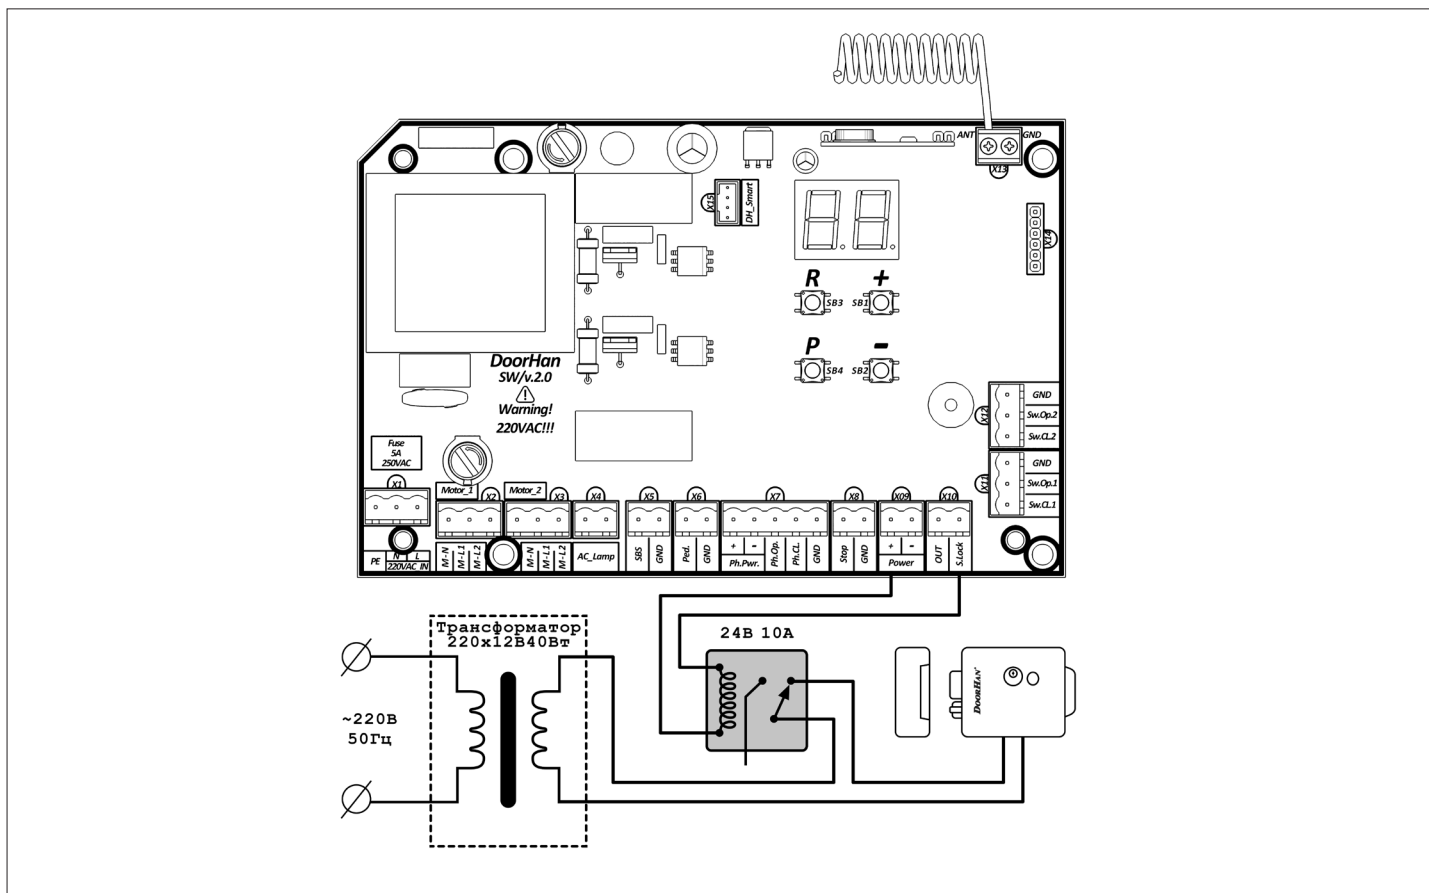 ANT
GND
X13
X15
DH_Smart
X14
R
+
SB3
SB1
P
-
SB4
SB2
DoorHan
SW/v.2.0
Warning!
220VAC!!!
Fuse
5A
250VAC
X12
GND
Sw.Op.2
Sw.CL.2
X11
GND
Sw.Op.1
Sw.CL.1
X1
Motor_1
X2
Motor_2
X3
X4
X5
X6
X7
X8
X09
X10
PE
N
L
220VAC IN
M-N
M-L1
M-L2
M-N
M-L1
M-L2
AC_Lamp
SBS
GND
Ped.
GND
+
-
Ph.Pwr.
Ph.Op.
Ph.CL.
GND
Stop
GND
+
-
Power
OUT
S.Lock
Трансформатор
220х12В40Вт
~220В
50Гц
24В 10А
DOORHAN®